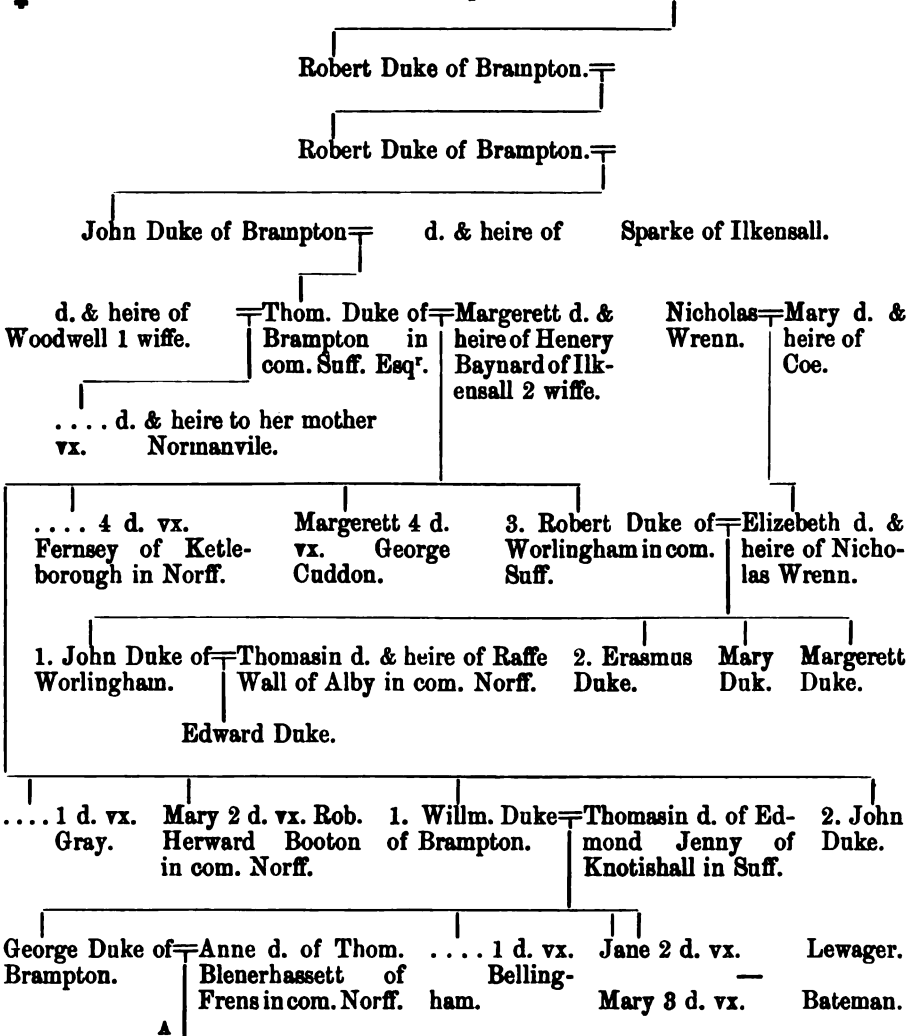 Robert Duke of Brampton.
Robert Duke of Brampton.
John Duke of Brampton d. & heire of Sparke of Ilkensall.
d. & heire of
Woodwell 1 wiffe.
Thom. Duke of
Brampton in
com. Suff. Esqr.
Margerett d. &
heire of Henery
Baynard of Ilk-
ensall 2 wiffe.
Nicholas
Wrenn.
Mary d. &
heire of
Coe.
.... d. & heire to her mother
vx. Normanvile.
.... 4 d. vx.
Fernsey of Ketle-
borough in Norff.
Margerett 4 d.
vx. George
Cuddon.
3. Robert Duke of
Worlingham in com.
Suff.
Elizebeth d. &
heire of Nicho-
las Wrenn.
1. John Duke of
Worlingham.
Thomasin d. & heire of Raffe
Wall of Alby in com. Norff.
2. Erasmus
Duke.
Mary
Duk.
Margerett
Duke.
Edward Duke.
.... 1 d. vx.
Gray.
Mary 2 d. vx. Rob.
Herward Booton
in com. Norff.
1. Willm. Duke
of Brampton.
Thomasin d. of Ed-
mond Jenny of
Knotishall in Suff.
2. John
Duke.
George Duke of
Brampton.
Anne d. of Thom.
Blenerhassett of
Frens in com. Norff.
.... 1 d. vx.
Belling-
ham.
Jane 2 d. vx. Lewager.
—
Mary 3 d. vx. Bateman.
A